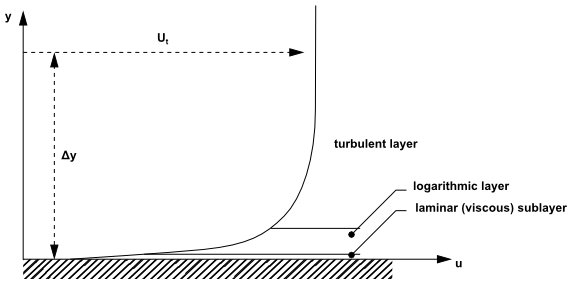 y
Ut
Δy
turbulent layer
logarithmic layer
laminar (viscous) sublayer
u